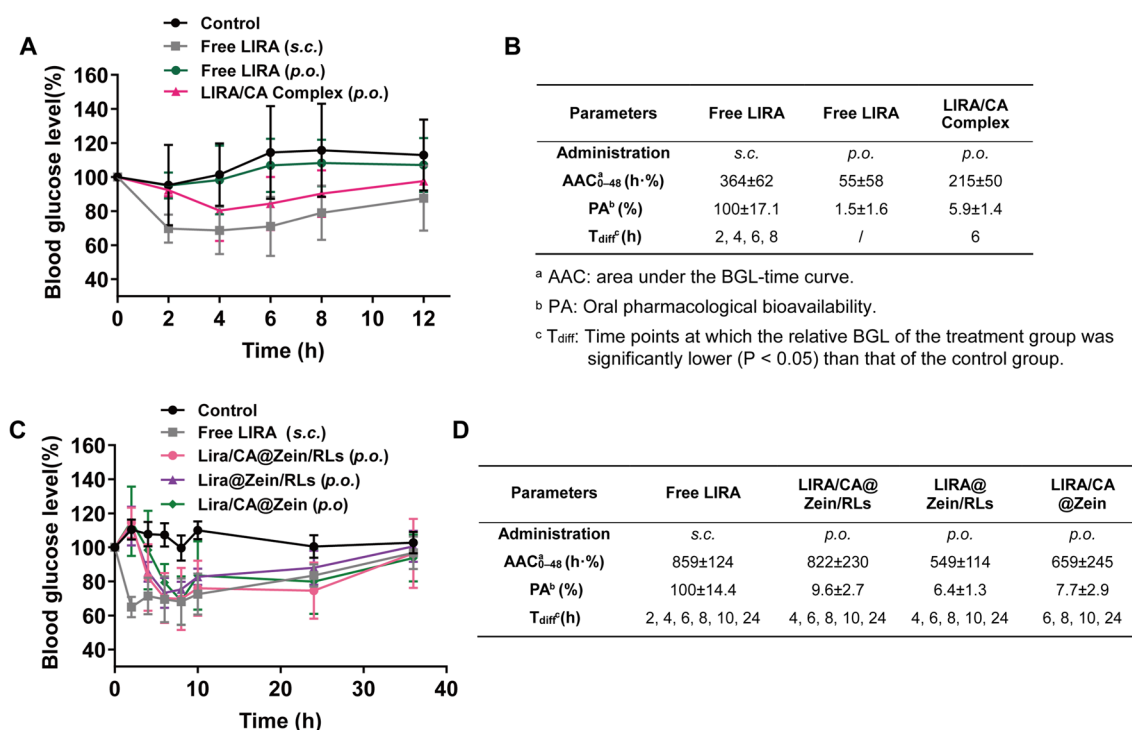 A
Control
Free LIRA (s.c.)
Free LIRA (p.o.)
LIRA/CA Complex (p.o.)
Blood glucose level(%)
160
140
120
100
80
60
40
0 2 4 6 8 10 12
Time (h)
B
Parameters Free LIRA Free LIRA LIRA/CA Complex
Administration s.c. p.o. p.o.
AACᵃ₀₋₄₈ (h·%) 364±62 55±58 215±50
PAᵇ (%) 100±17.1 1.5±1.6 5.9±1.4
Tdiffᶜ (h) 2, 4, 6, 8 / 6
ᵃ AAC: area under the BGL-time curve.
ᵇ PA: Oral pharmacological bioavailability.
ᶜ Tdiff: Time points at which the relative BGL of the treatment group was
significantly lower (P < 0.05) than that of the control group.
C
Control
Free LIRA (s.c.)
Lira/CA@Zein/RLs (p.o.)
Lira@Zein/RLs (p.o.)
Lira/CA@Zein (p.o)
Blood glucose level(%)
160
140
120
100
80
60
40
0 10 20 30 40
Time (h)
D
Parameters Free LIRA LIRA/CA@ Zein/RLs LIRA@ Zein/RLs LIRA/CA @Zein
Administration s.c. p.o. p.o. p.o.
AACᵃ₀₋₄₈ (h·%) 859±124 822±230 549±114 659±245
PAᵇ (%) 100±14.4 9.6±2.7 6.4±1.3 7.7±2.9
Tdiffᶜ(h) 2, 4, 6, 8, 10, 24 4, 6, 8, 10, 24 4, 6, 8, 10, 24 6, 8, 10, 24